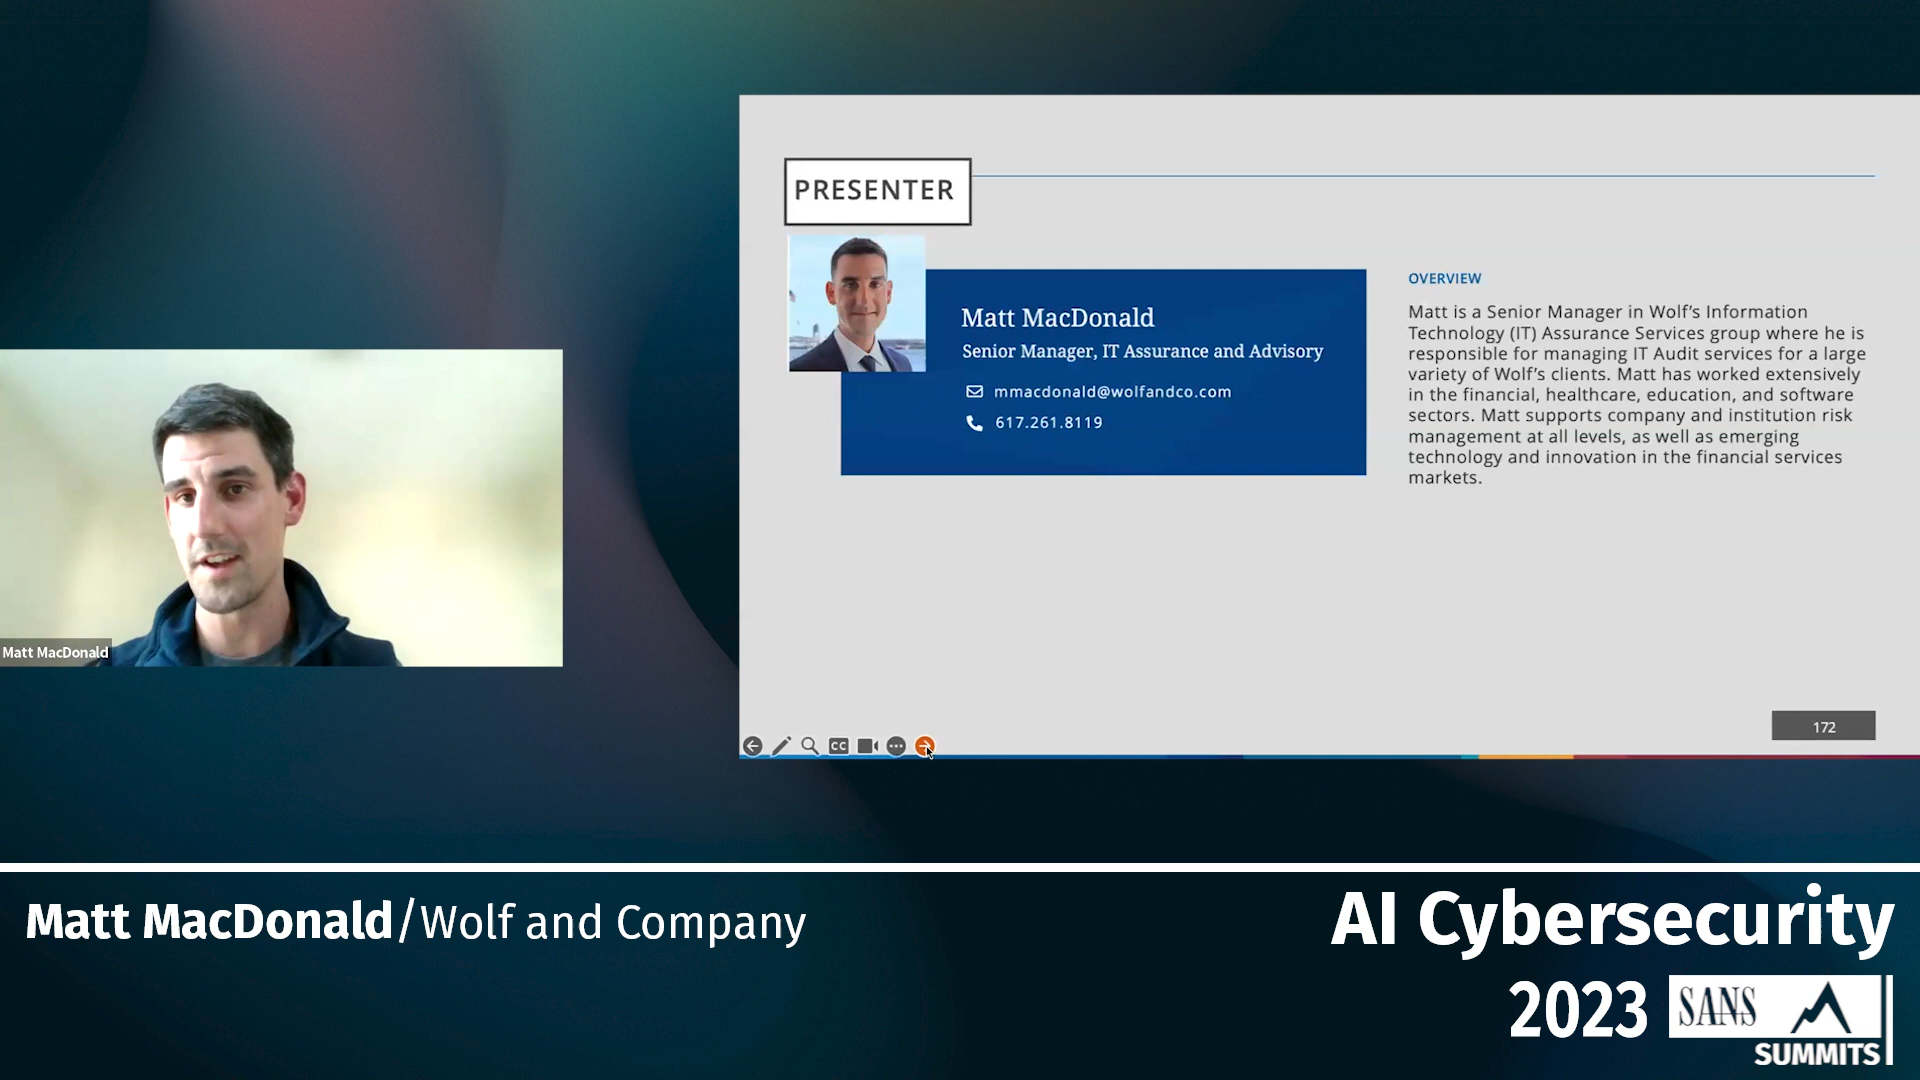 PRESENTER
Matt MacDonald
Senior Manager, IT Assurance and Advisory
mmacdonald@wolfandco.com
617.261.8119
OVERVIEW
Matt is a Senior Manager in Wolf's Information
Technology (IT) Assurance Services group where he is
responsible for managing IT Audit services for a large
variety of Wolf's clients. Matt has worked extensively
in the financial, healthcare, education, and software
sectors. Matt supports company and institution risk
management at all levels, as well as emerging
technology and innovation in the financial services
markets.
Matt MacDonald
172
CC
Matt MacDonald/Wolf and Company
AI Cybersecurity
2023
SANS
SUMMITS